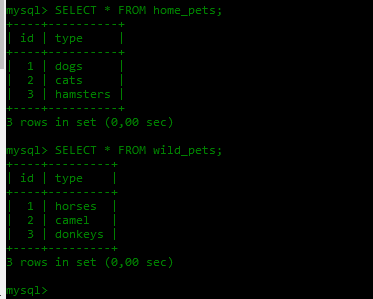 mysql> SELECT * FROM home_pets;
+----+----------+
| id | type     |
+----+----------+
|  1 | dogs     |
|  2 | cats     |
|  3 | hamsters |
+----+----------+
3 rows in set (0,00 sec)
mysql> SELECT * FROM wild_pets;
+----+---------+
| id | type    |
+----+---------+
|  1 | horses  |
|  2 | camel   |
|  3 | donkeys |
+----+---------+
3 rows in set (0,00 sec)
mysql>